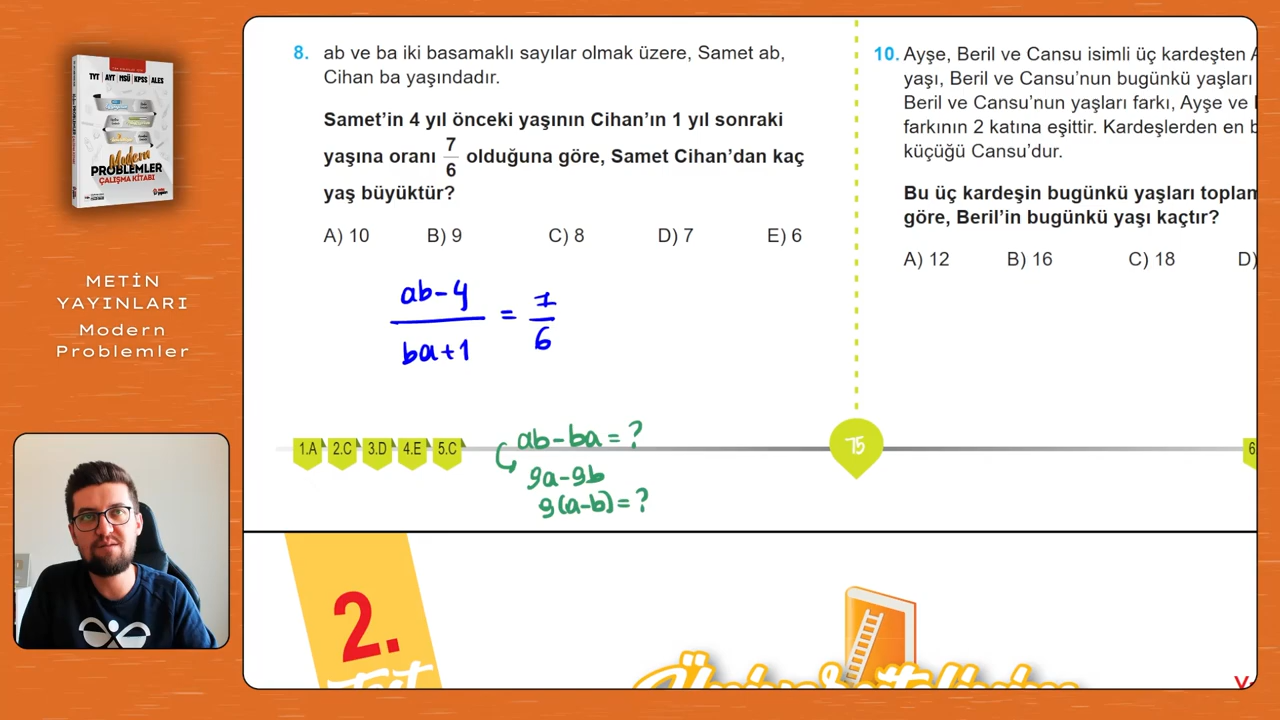 TYT | AYT | MSÜ | KPSS | ALES
Modern
PROBLEMLER
ÇALIŞMA KİTABI
METİN
YAYINLARI
Modern
Problemler
8. ab ve ba iki basamaklı sayılar olmak üzere, Samet ab,
Cihan ba yaşındadır.
Samet'in 4 yıl önceki yaşının Cihan'ın 1 yıl sonraki
yaşına oranı 7/6 olduğuna göre, Samet Cihan'dan kaç
yaş büyüktür?
A) 10 B) 9 C) 8 D) 7 E) 6
ab-4 / ba+1 = 7/6
ab-ba=?
9a-9b
9(a-b)=?
1.A 2.C 3.D 4.E 5.C
75
10. Ayşe, Beril ve Cansu isimli üç kardeşten
yaşı, Beril ve Cansu'nun bugünkü yaşları
Beril ve Cansu'nun yaşları farkı, Ayşe ve
farkının 2 katına eşittir. Kardeşlerden en
küçüğü Cansu'dur.
Bu üç kardeşin bugünkü yaşları toplam
göre, Beril'in bugünkü yaşı kaçtır?
A) 12 B) 16 C) 18 D)
6
2.
Test